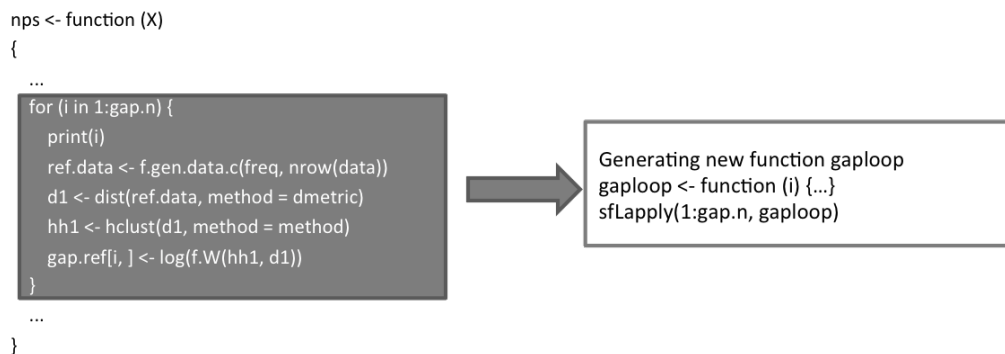 nps <- function (X)
{
...
for (i in 1:gap.n) {
print(i)
ref.data <- f.gen.data.c(freq, nrow(data))
d1 <- dist(ref.data, method = dmetric)
hh1 <- hclust(d1, method = method)
gap.ref[i, ] <- log(f.W(hh1, d1))
}
...
}
Generating new function gaploop
gaploop <- function (i) {...}
sfLapply(1:gap.n, gaploop)